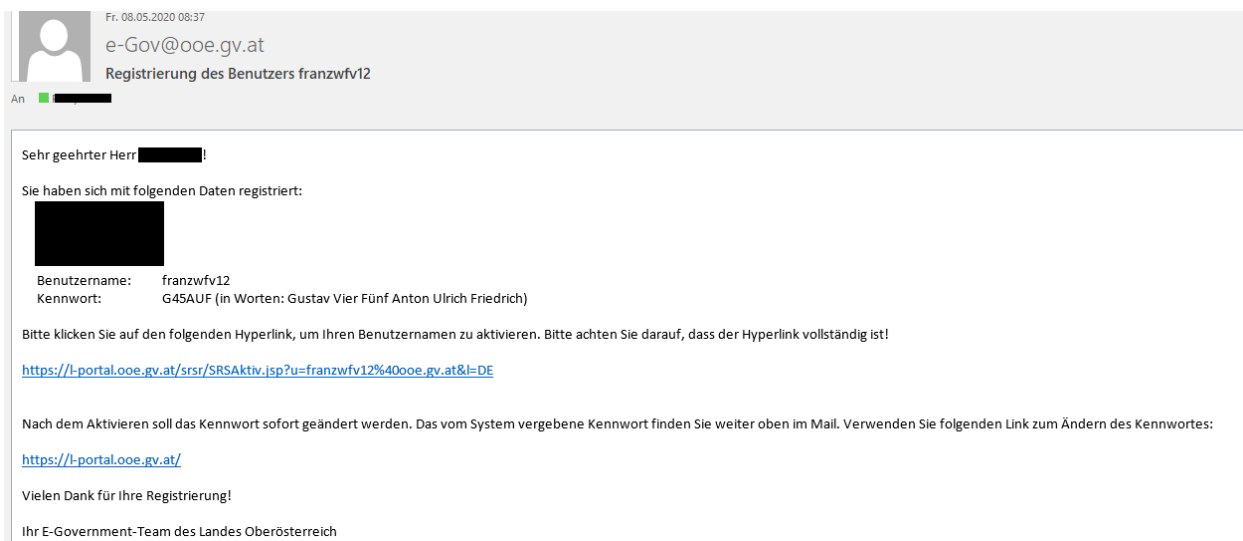 Fr. 08.05.2020 08:37
e-Gov@ooe.gv.at
Registrierung des Benutzers franzwfv12
An
Sehr geehrter Herr !
Sie haben sich mit folgenden Daten registriert:
Benutzername: franzwfv12
Kennwort: G45AUF (in Worten: Gustav Vier Fünf Anton Ulrich Friedrich)
Bitte klicken Sie auf den folgenden Hyperlink, um Ihren Benutzernamen zu aktivieren. Bitte achten Sie darauf, dass der Hyperlink vollständig ist!
https://l-portal.ooe.gv.at/srsr/SRSAktiv.jsp?u=franzwfv12%40ooe.gv.at&l=DE
Nach dem Aktivieren soll das Kennwort sofort geändert werden. Das vom System vergebene Kennwort finden Sie weiter oben im Mail. Verwenden Sie folgenden Link zum Ändern des Kennwortes:
https://l-portal.ooe.gv.at/
Vielen Dank für Ihre Registrierung!
Ihr E-Government-Team des Landes Oberösterreich